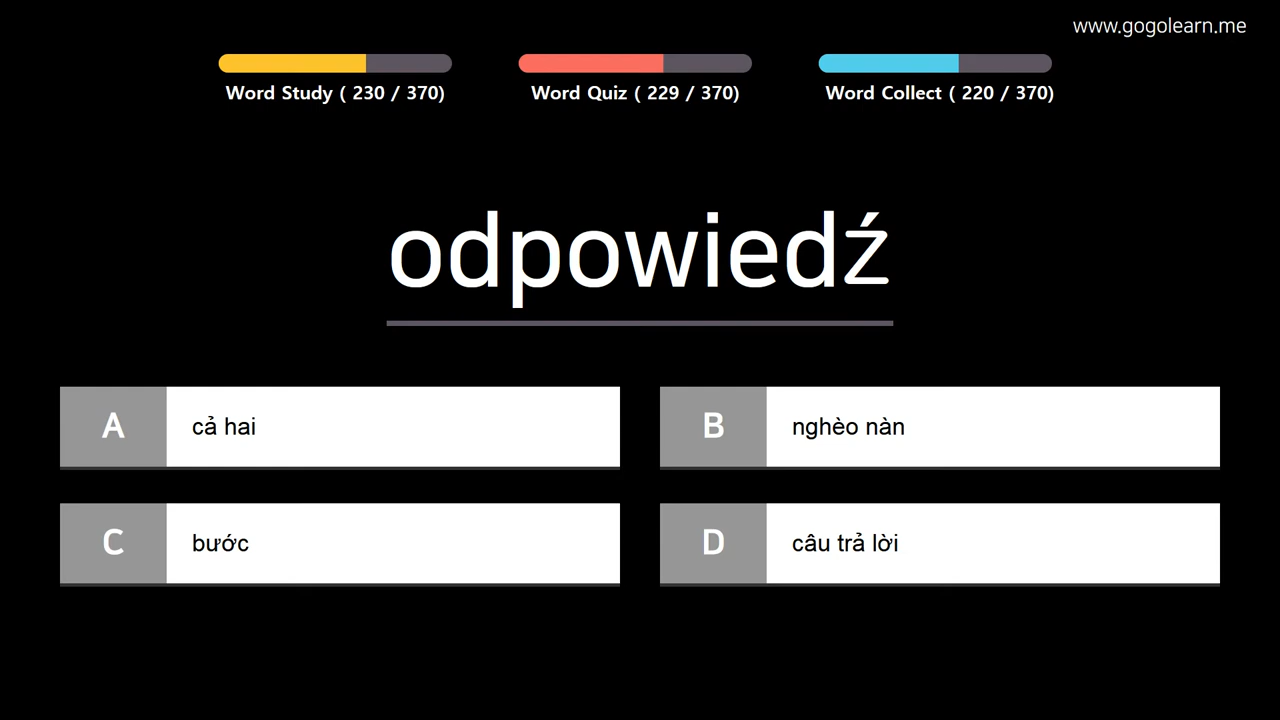 www.gogolearn.me
Word Study ( 230 / 370)
Word Quiz ( 229 / 370)
Word Collect ( 220 / 370)
odpowiedź
A cả hai
B nghèo nàn
C bước
D câu trả lời